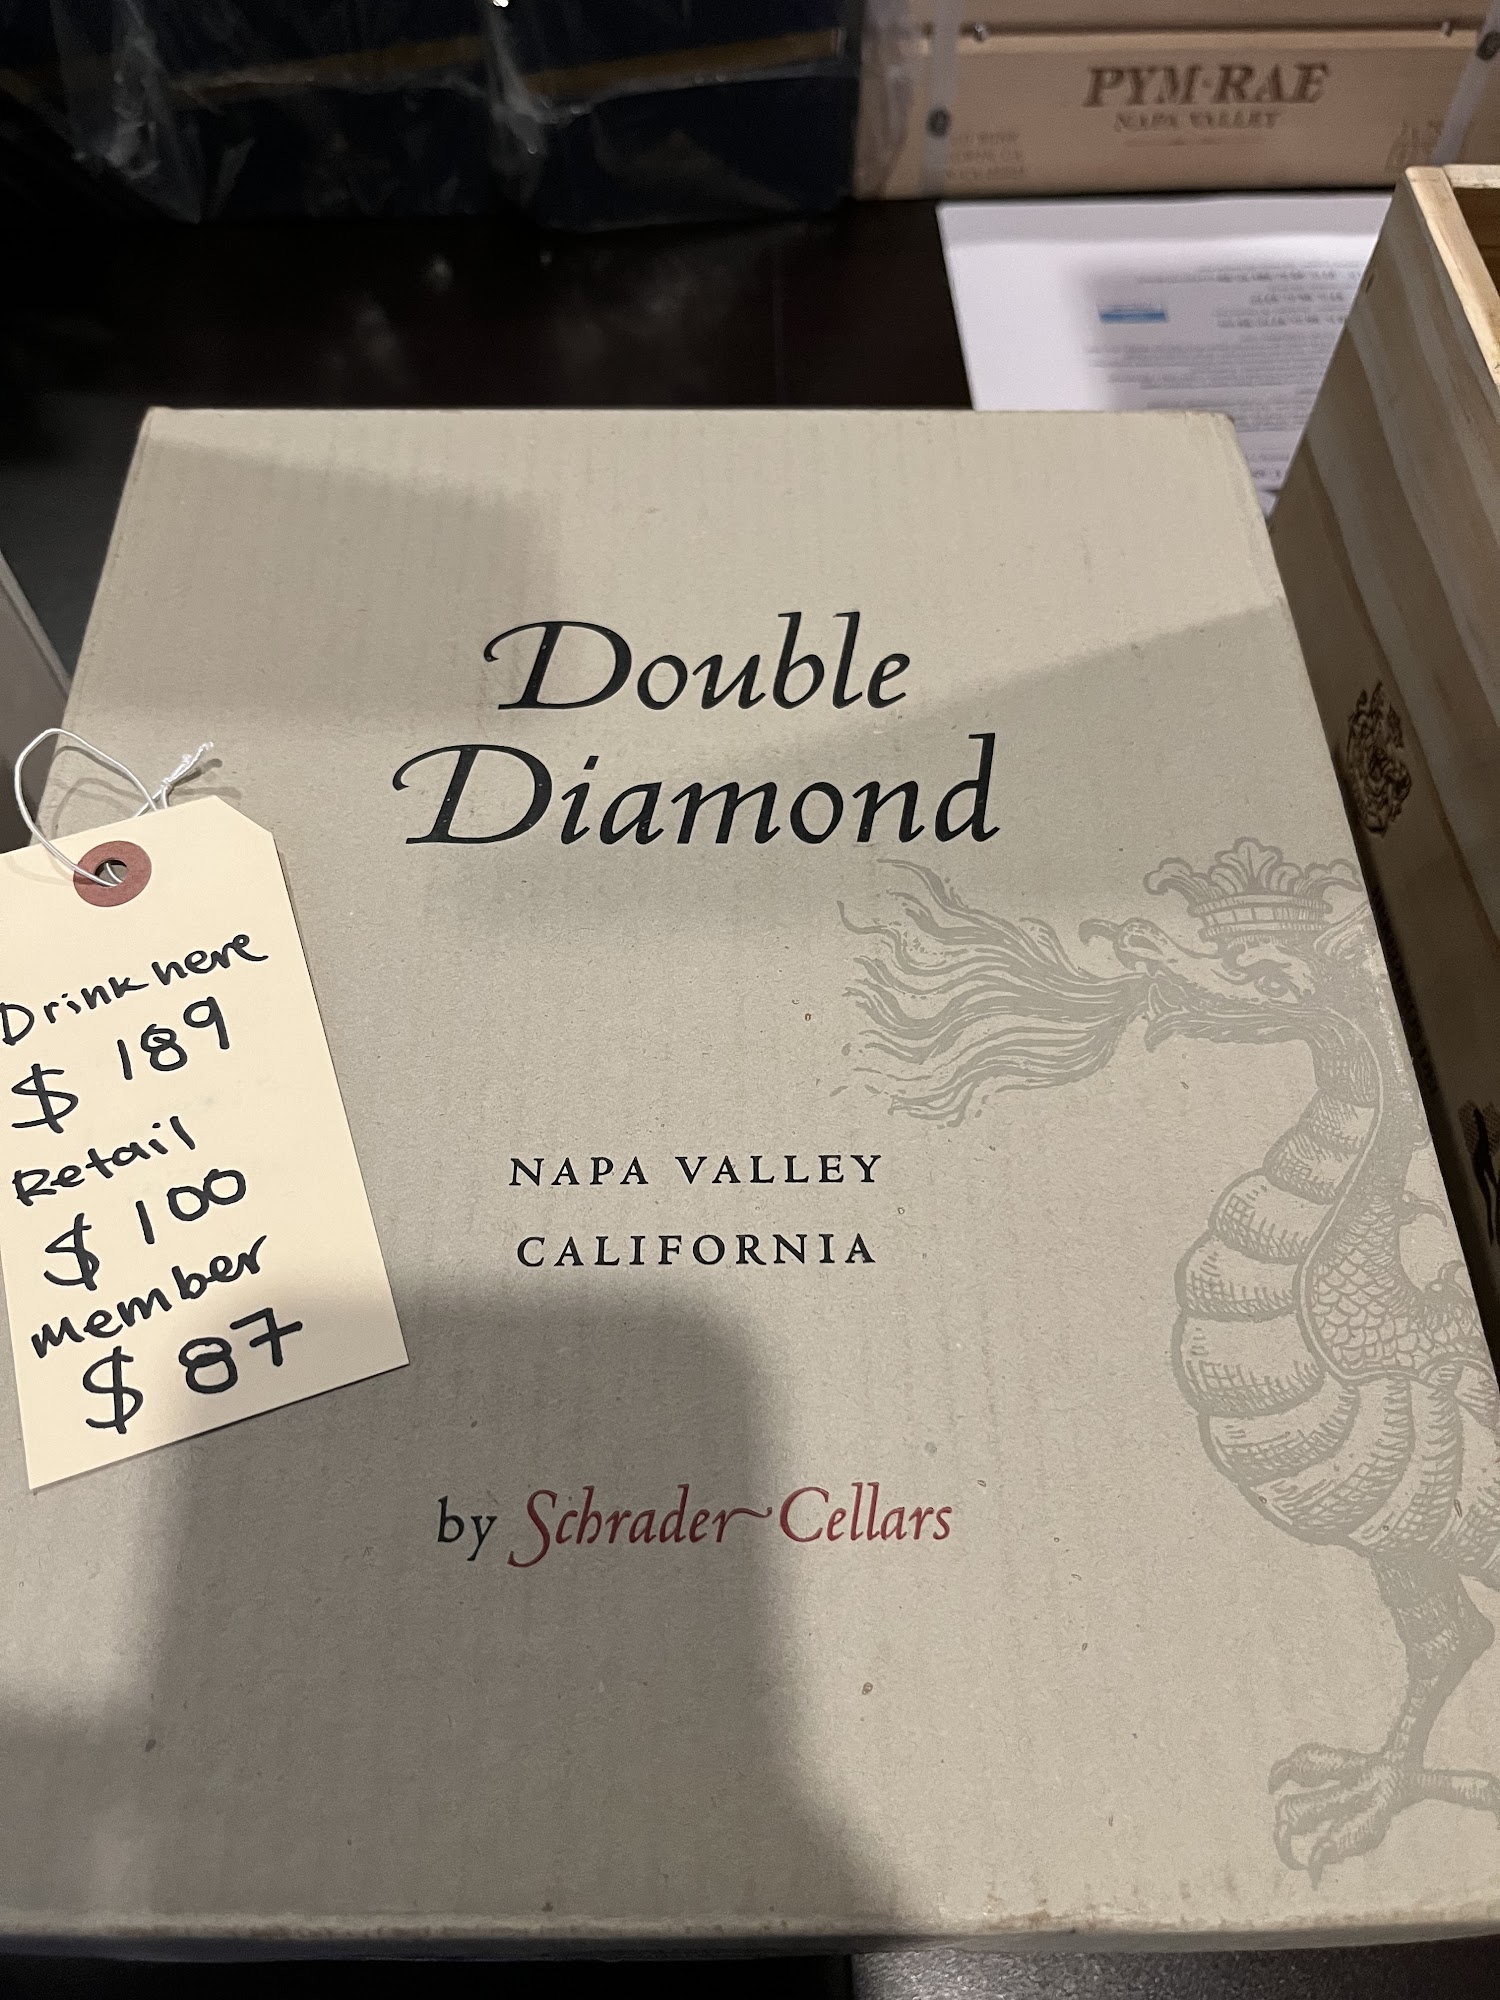 PYM·RAE
NAPA VALLEY
Double
Diamond
NAPA VALLEY
CALIFORNIA
by Schrader Cellars
Drink here
$ 189
Retail
$ 100
member
$ 87